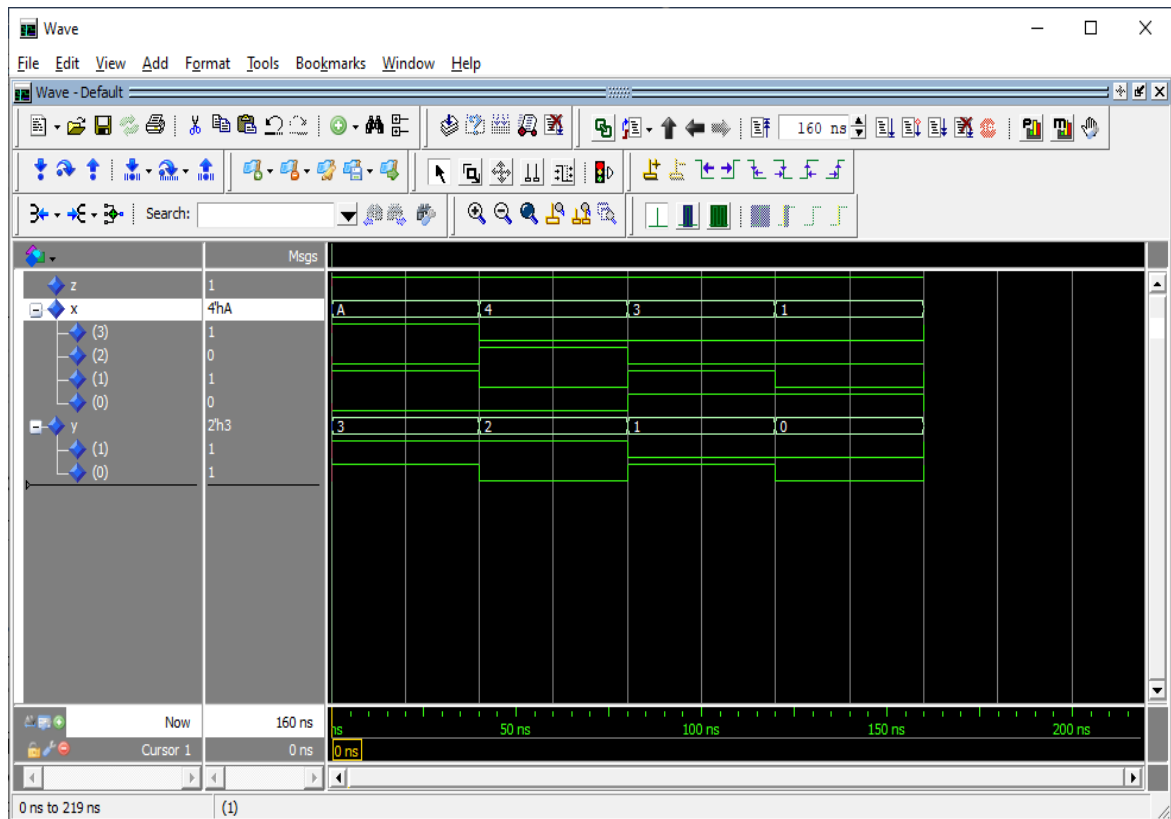 Wave
File Edit View Add Format Tools Bookmarks Window Help
Wave - Default
160 ns
Search:
Msgs
z 1
x 4'hA A 4 3 1
(3) 1
(2) 0
(1) 1
(0) 0
y 2'h3 3 2 1 0
(1) 1
(0) 1
Now 160 ns ns 50 ns 100 ns 150 ns 200 ns
Cursor 1 0 ns 0 ns
0 ns to 219 ns (1)